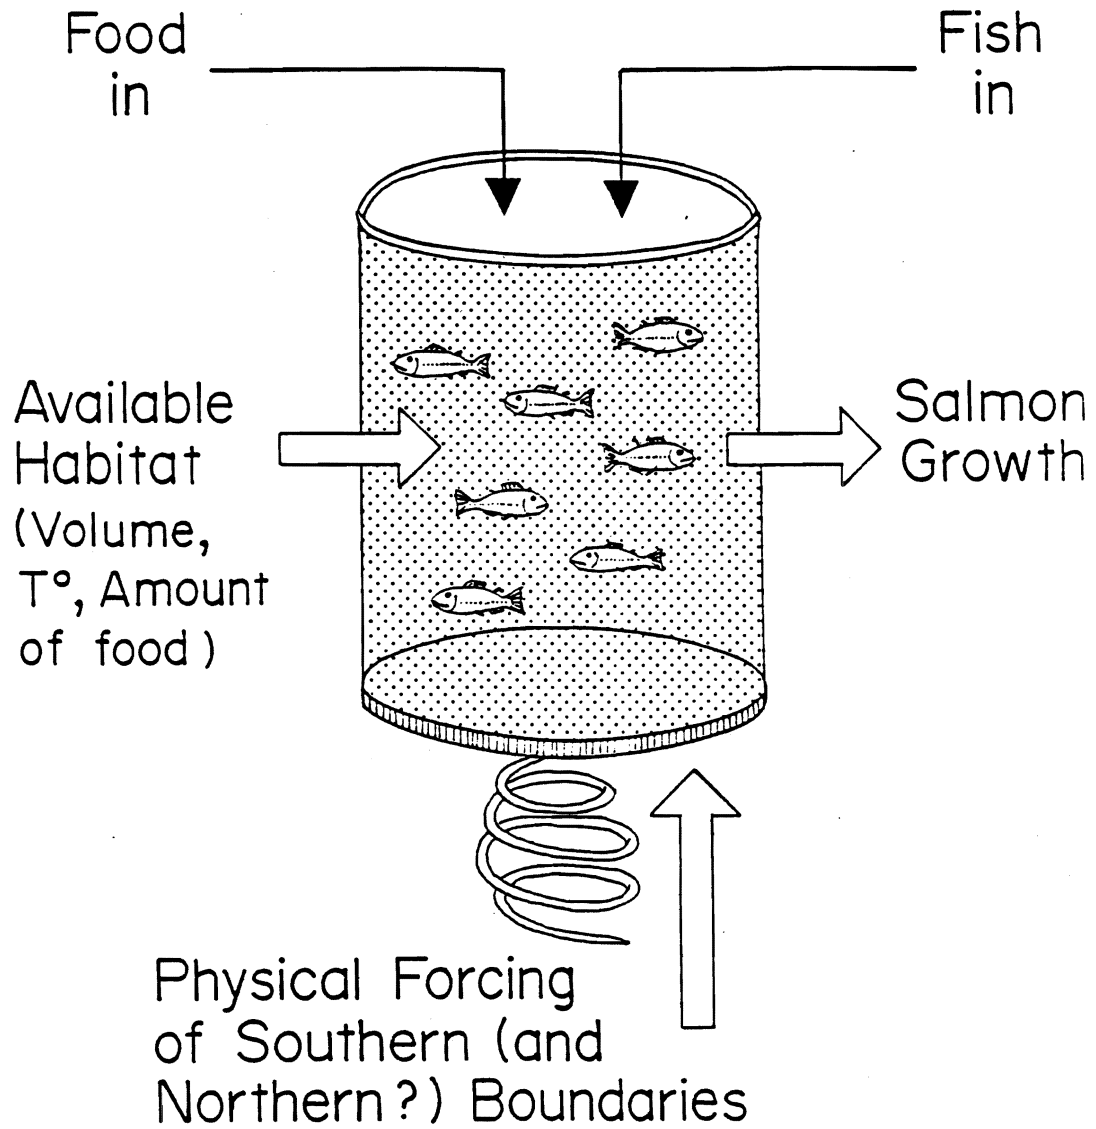 Food
in
Fish
in
Available
Habitat
(Volume,
T°, Amount
of food)
Salmon
Growth
Physical Forcing
of Southern (and
Northern?) Boundaries